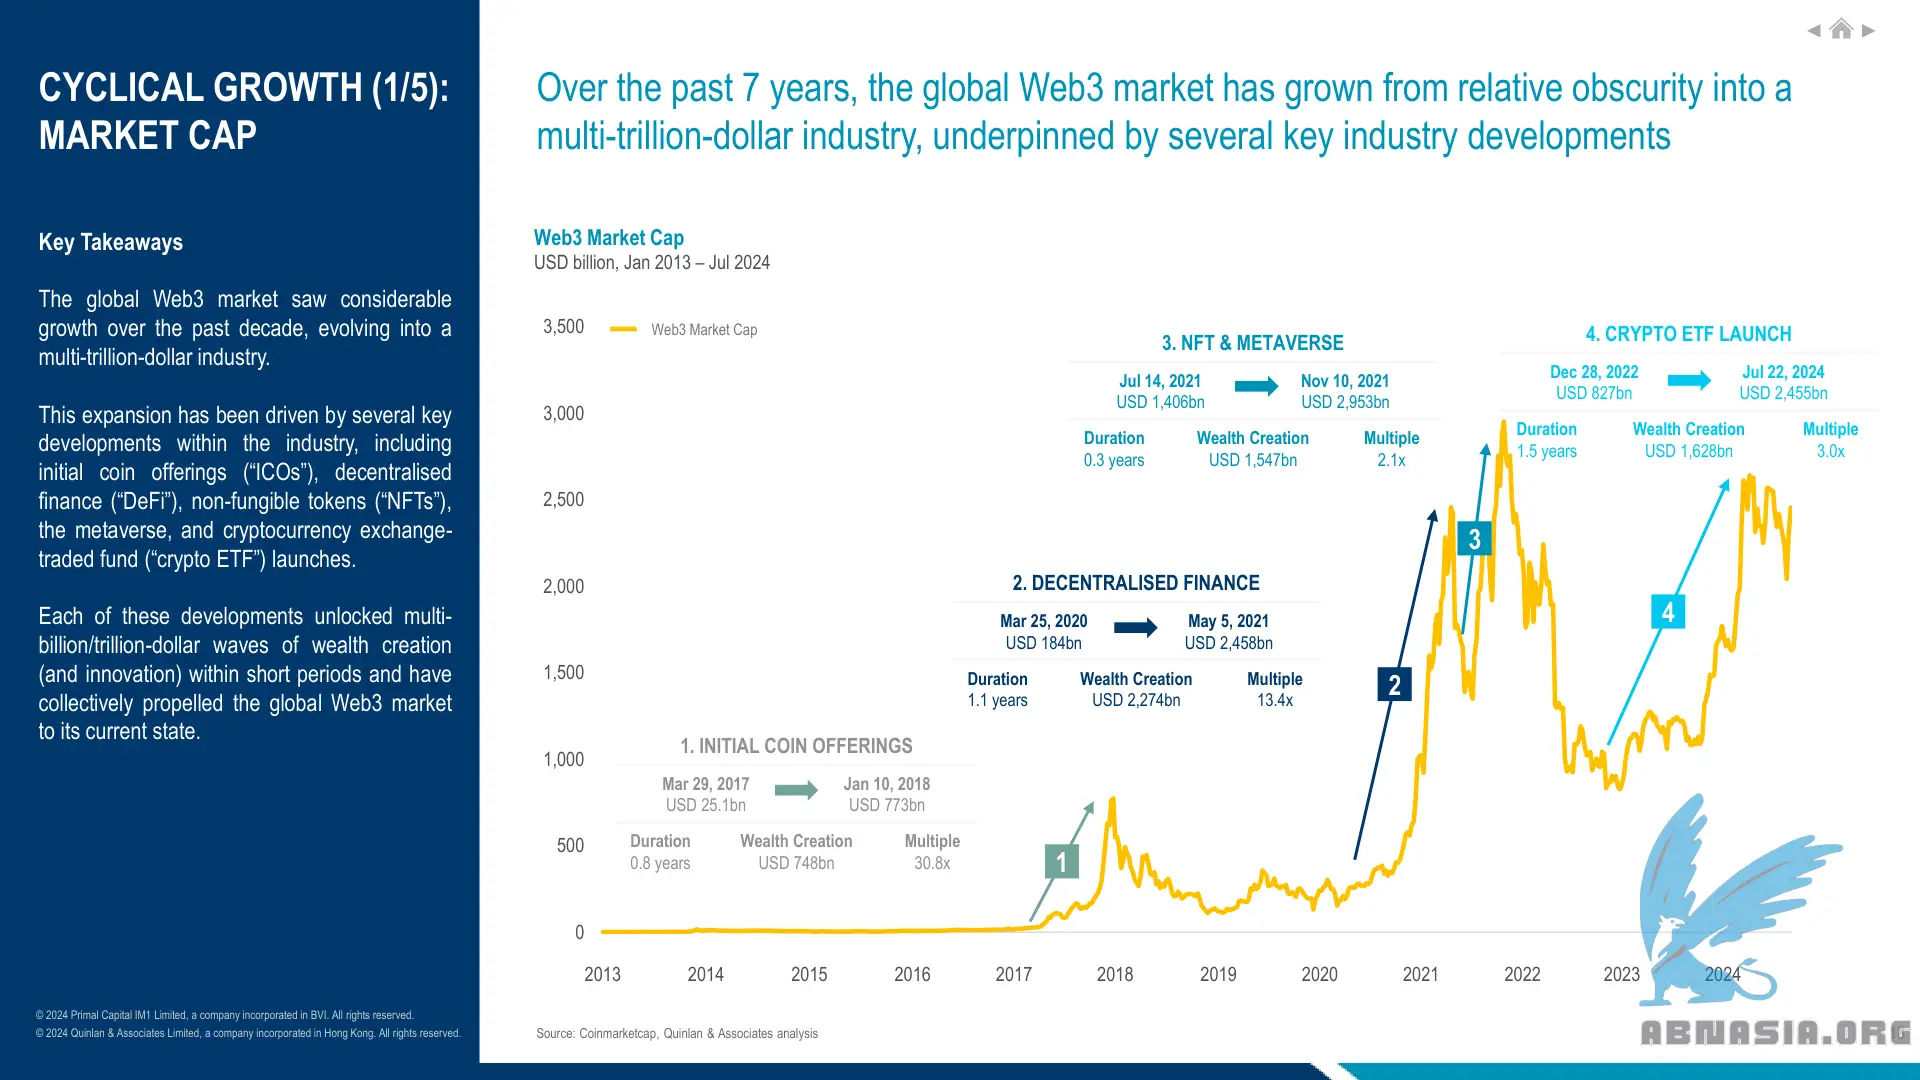 CYCLICAL GROWTH (1/5):
MARKET CAP
Key Takeaways
The global Web3 market saw considerable
growth over the past decade, evolving into a
multi-trillion-dollar industry.
This expansion has been driven by several key
developments within the industry, including
initial coin offerings (“ICOs”), decentralised
finance (“DeFi”), non-fungible tokens (“NFTs”),
the metaverse, and cryptocurrency exchange-
traded fund (“crypto ETF”) launches.
Each of these developments unlocked multi-
billion/trillion-dollar waves of wealth creation
(and innovation) within short periods and have
collectively propelled the global Web3 market
to its current state.
© 2024 Primal Capital IM1 Limited, a company incorporated in BVI. All rights reserved.
© 2024 Quinlan & Associates Limited, a company incorporated in Hong Kong. All rights reserved.
Over the past 7 years, the global Web3 market has grown from relative obscurity into a
multi-trillion-dollar industry, underpinned by several key industry developments
Web3 Market Cap
USD billion, Jan 2013 – Jul 2024
3,500
3,000
2,500
2,000
1,500
1,000
500
0
Web3 Market Cap
1. INITIAL COIN OFFERINGS
Mar 29, 2017 Jan 10, 2018
USD 25.1bn USD 773bn
Duration Wealth Creation Multiple
0.8 years USD 748bn 30.8x
2. DECENTRALISED FINANCE
Mar 25, 2020 May 5, 2021
USD 184bn USD 2,458bn
Duration Wealth Creation Multiple
1.1 years USD 2,274bn 13.4x
3. NFT & METAVERSE
Jul 14, 2021 Nov 10, 2021
USD 1,406bn USD 2,953bn
Duration Wealth Creation Multiple
0.3 years USD 1,547bn 2.1x
4. CRYPTO ETF LAUNCH
Dec 28, 2022 Jul 22, 2024
USD 827bn USD 2,455bn
Duration Wealth Creation Multiple
1.5 years USD 1,628bn 3.0x
1
2
3
4
2013 2014 2015 2016 2017 2018 2019 2020 2021 2022 2023 2024
Source: Coinmarketcap, Quinlan & Associates analysis
ABNASIA.ORG